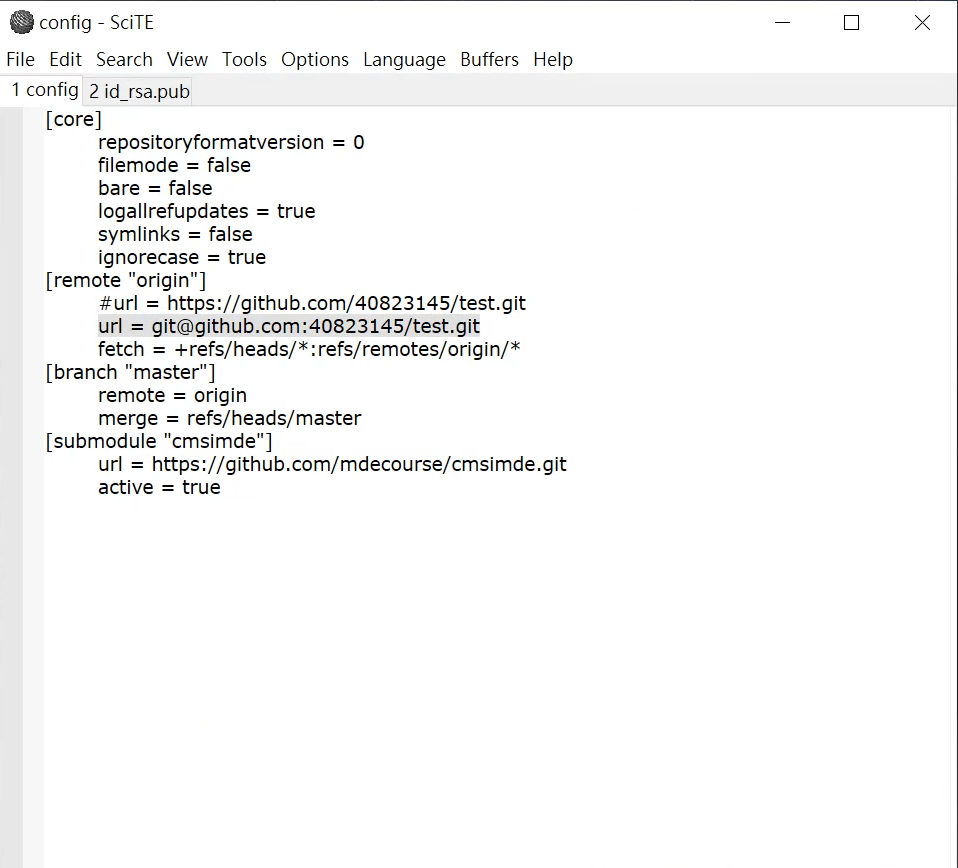 config - SciTE
File Edit Search View Tools Options Language Buffers Help
1 config 2 id_rsa.pub
[core]
repositoryformatversion = 0
filemode = false
bare = false
logallrefupdates = true
symlinks = false
ignorecase = true
[remote "origin"]
#url = https://github.com/40823145/test.git
url = git@github.com:40823145/test.git
fetch = +refs/heads/*:refs/remotes/origin/*
[branch "master"]
remote = origin
merge = refs/heads/master
[submodule "cmsimde"]
url = https://github.com/mdecourse/cmsimde.git
active = true